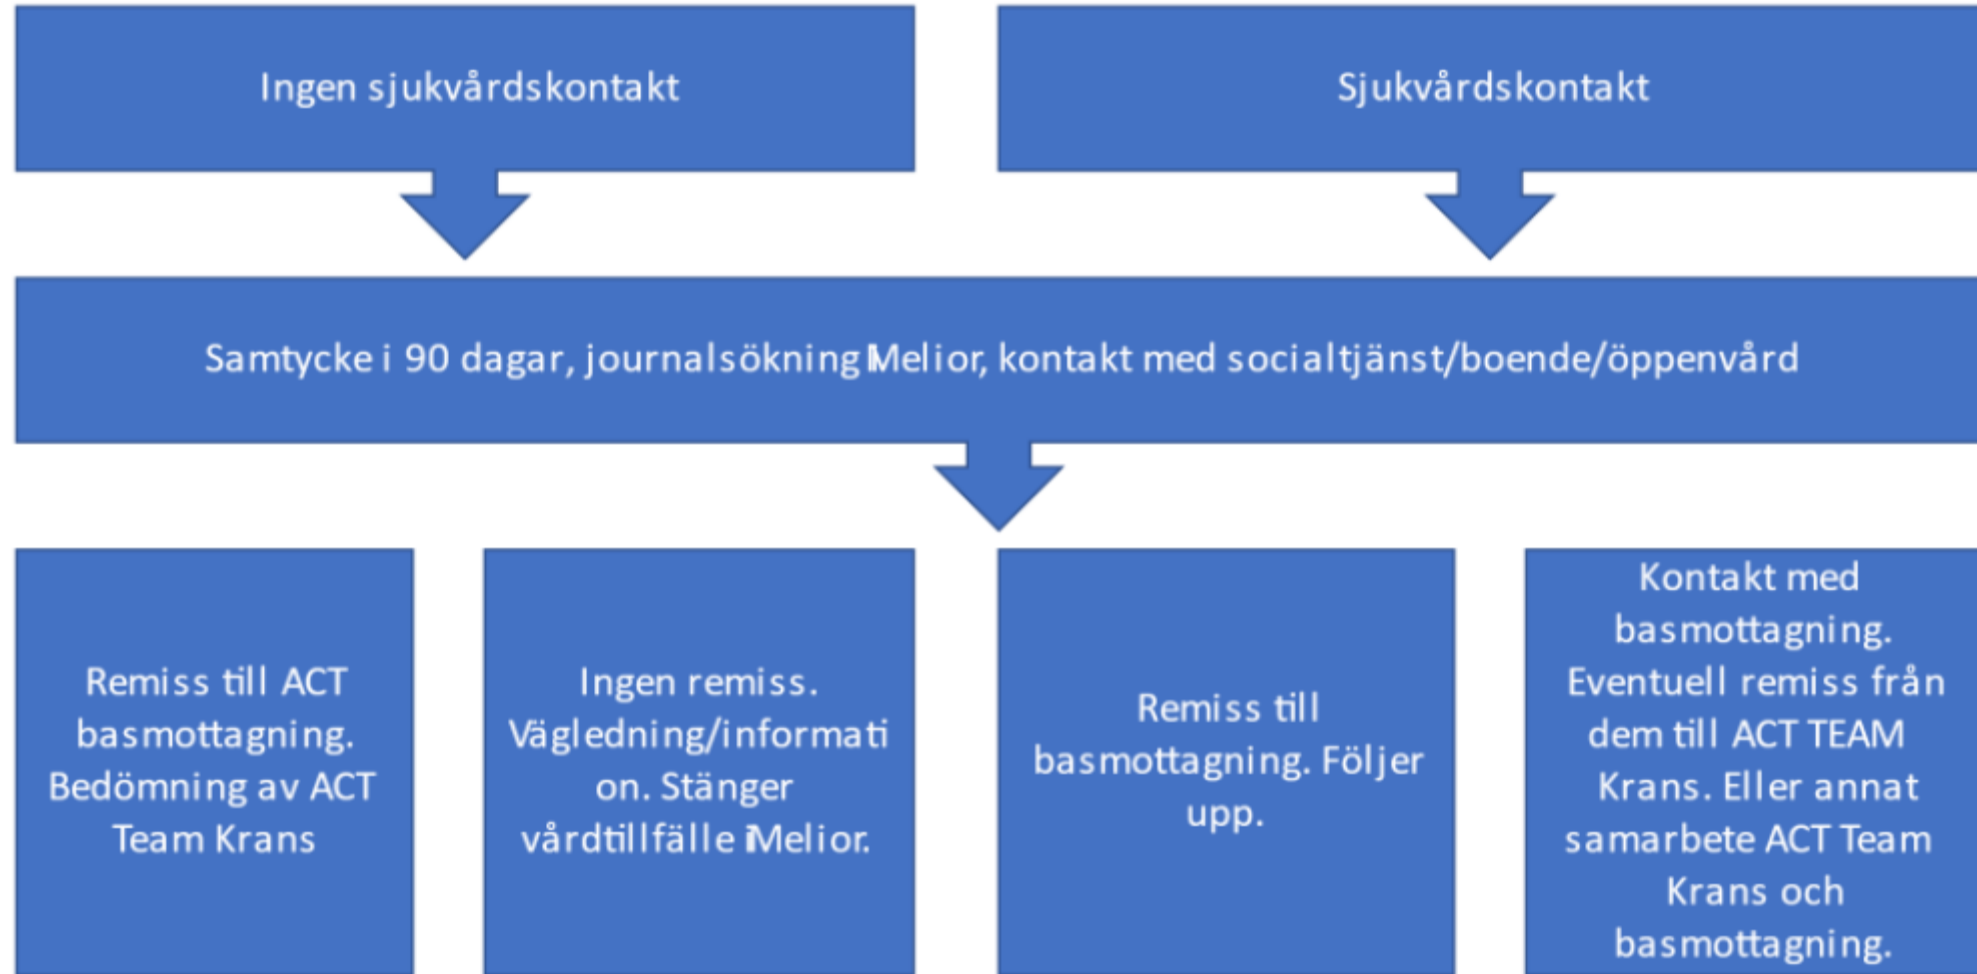 Ingen sjukvårdskontakt
Sjukvårdskontakt
Samtycke i 90 dagar, journalsökning i Melior, kontakt med socialtjänst/boende/öppenvård
Remiss till ACT
basmottagning.
Bedömning av ACT
Team Krans
Ingen remiss.
Vägledning/informati
on. Stänger
vårdtillfälle i Melior.
Remiss till
basmottagning. Följer
upp.
Kontakt med
basmottagning.
Eventuell remiss från
dem till ACT TEAM
Krans. Eller annat
samarbete ACT Team
Krans och
basmottagning.